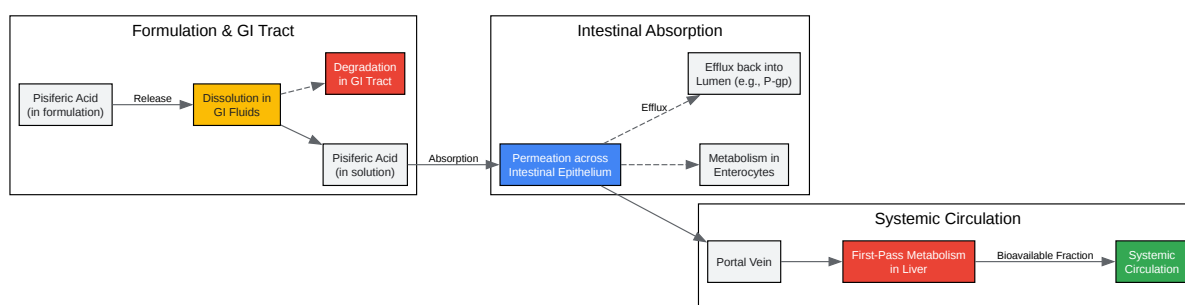 Formulation & GI Tract
Pisiferic Acid
(in formulation)
Release
Dissolution in
GI Fluids
Degradation
in GI Tract
Pisiferic Acid
(in solution)
Absorption
Intestinal Absorption
Permeation across
Intestinal Epithelium
Efflux
Efflux back into
Lumen (e.g., P-gp)
Metabolism in
Enterocytes
Systemic Circulation
Portal Vein
First-Pass Metabolism
in Liver
Bioavailable Fraction
Systemic
Circulation